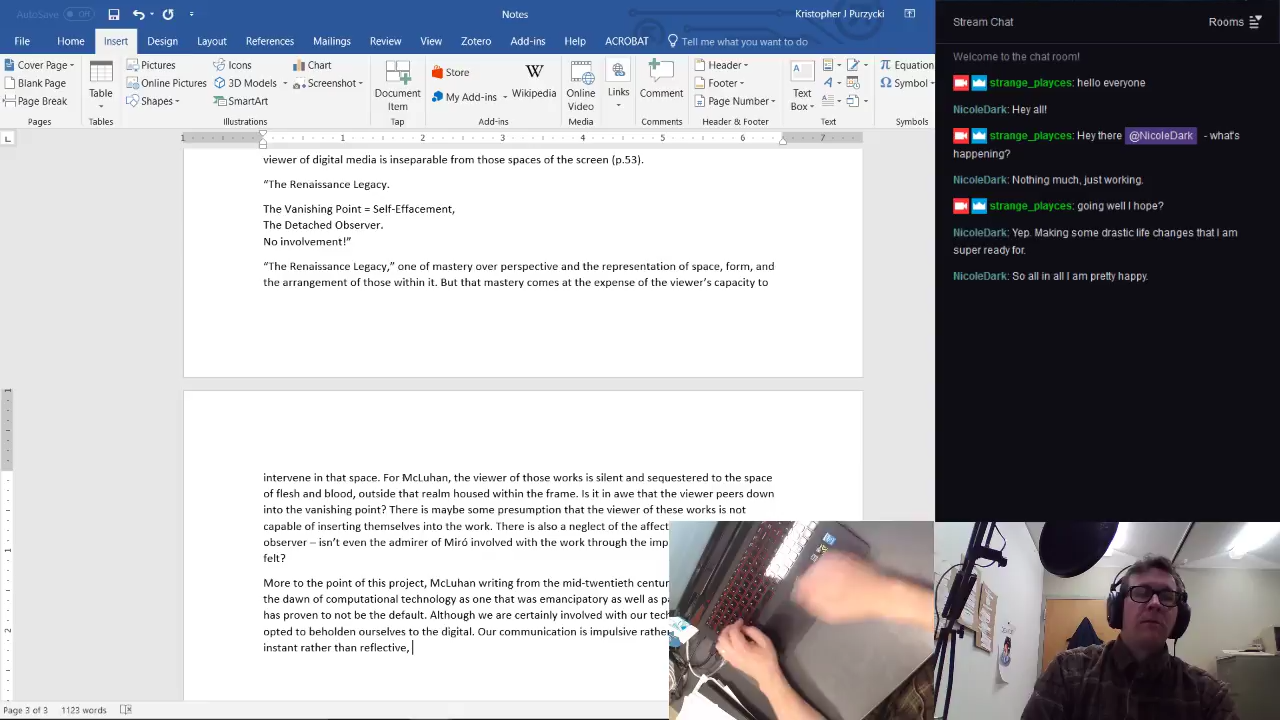 AutoSave Off
Notes
Kristopher J Purzycki
File Home Insert Design Layout References Mailings Review View Zotero Add-ins Help ACROBAT Tell me what you want to do
Cover Page
Blank Page
Page Break
Pages
Table
Tables
Pictures
Online Pictures
Shapes
Icons
3D Models
SmartArt
Chart
Screenshot
Illustrations
Document
Item
Store
My Add-ins
W
Wikipedia
Add-ins
Online
Video
Media
Links
Comment
Comments
Header
Footer
Page Number
Header & Footer
Text
Box
Text
Equation
Symbol
Symbols
1 1 2 3 4 5 6 7
viewer of digital media is inseparable from those spaces of the screen (p.53).
“The Renaissance Legacy.
The Vanishing Point = Self-Effacement,
The Detached Observer.
No involvement!”
“The Renaissance Legacy,” one of mastery over perspective and the representation of space, form, and
the arrangement of those within it. But that mastery comes at the expense of the viewer’s capacity to
intervene in that space. For McLuhan, the viewer of those works is silent and sequestered to the space
of flesh and blood, outside that realm housed within the frame. Is it in awe that the viewer peers down
into the vanishing point? There is maybe some presumption that the viewer of these works is not
capable of inserting themselves into the work. There is also a neglect of the affect
observer – isn’t even the admirer of Miró involved with the work through the imp
felt?
More to the point of this project, McLuhan writing from the mid-twentieth centur
the dawn of computational technology as one that was emancipatory as well as pa
has proven to not be the default. Although we are certainly involved with our tech
opted to beholden ourselves to the digital. Our communication is impulsive rathe
instant rather than reflective,
1
1
2
Page 3 of 3 1123 words
Stream Chat
Rooms
Welcome to the chat room!
strange_playces: hello everyone
NicoleDark: Hey all!
strange_playces: Hey there @NicoleDark - what's
happening?
NicoleDark: Nothing much, just working.
strange_playces: going well I hope?
NicoleDark: Yep. Making some drastic life changes that I am
super ready for.
NicoleDark: So all in all I am pretty happy.